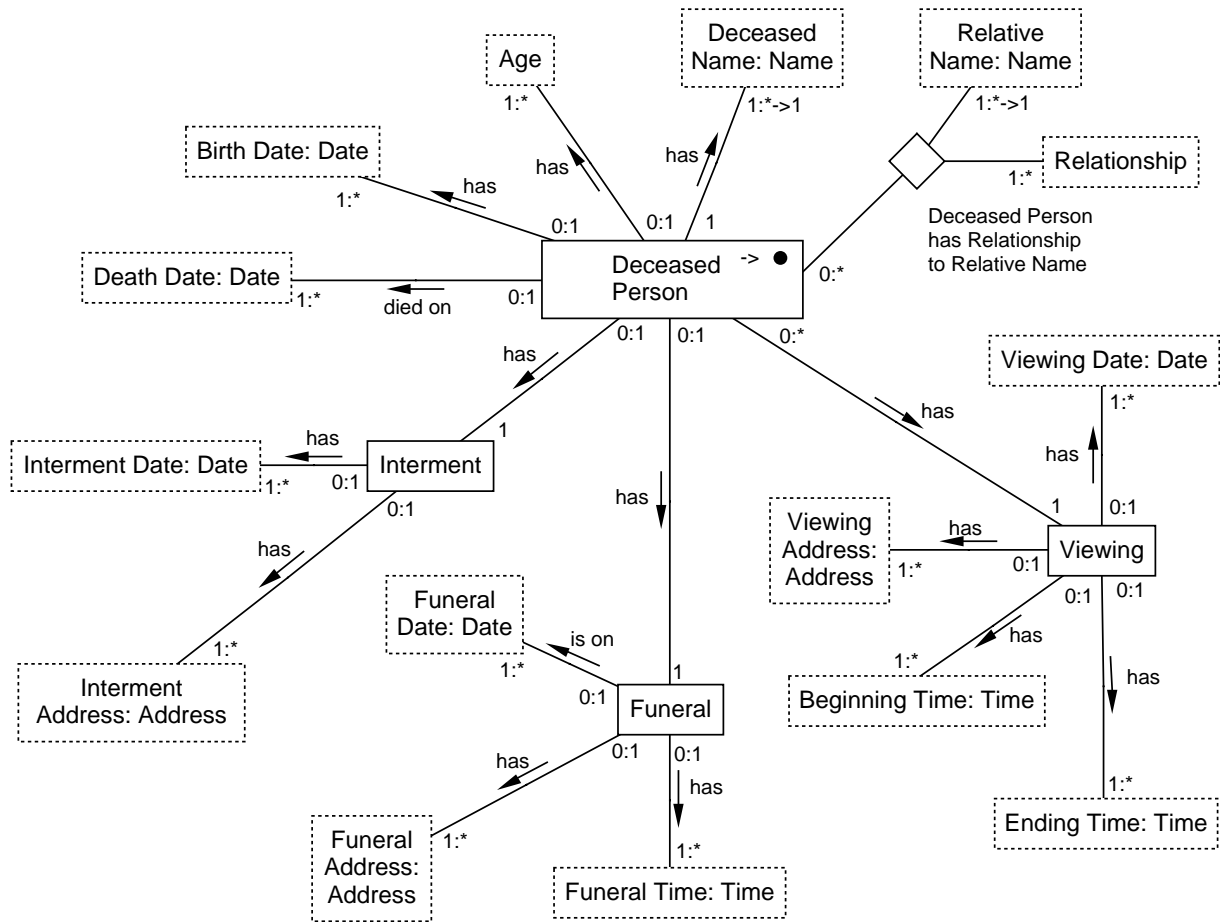 Deceased
Name: Name
Relative
Name: Name
Age
1:*
1:*->1
1:*->1
Birth Date: Date
has
has
Relationship
has
1:*
1:*
0:1
0:1
1
Deceased Person
has Relationship
to Relative Name
Death Date: Date
Deceased
Person
->
0:*
1:*
died on
0:1
0:1
0:1
0:*
has
Viewing Date: Date
1:*
has
has
1
Interment Date: Date
has
Interment
1:*
0:1
0:1
has
1
0:1
Viewing
Address:
Address
has
Viewing
1:*
0:1
0:1
0:1
has
Funeral
Date: Date
is on
has
1:*
1:*
1:*
1
has
Interment
Address: Address
0:1
Funeral
Beginning Time: Time
0:1
0:1
has
has
1:*
1:*
Ending Time: Time
Funeral
Address:
Address
1:*
Funeral Time: Time